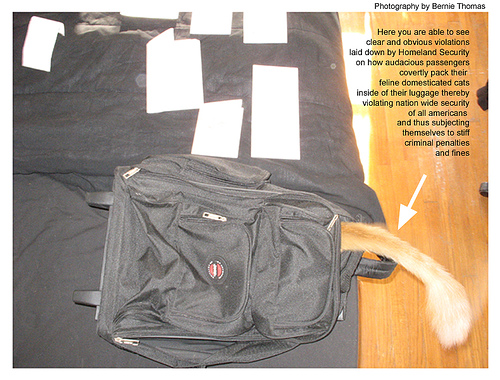 Photography by Bernie Thomas
Here you are able to see
clear and obvious violations
laid down by Homeland Security
on how audacious passengers
covertly pack their
feline domesticated cats
inside of their luggage thereby
violating nation wide security
of all americans
and thus subjecting
themselves to stiff
criminal penalties
and fines